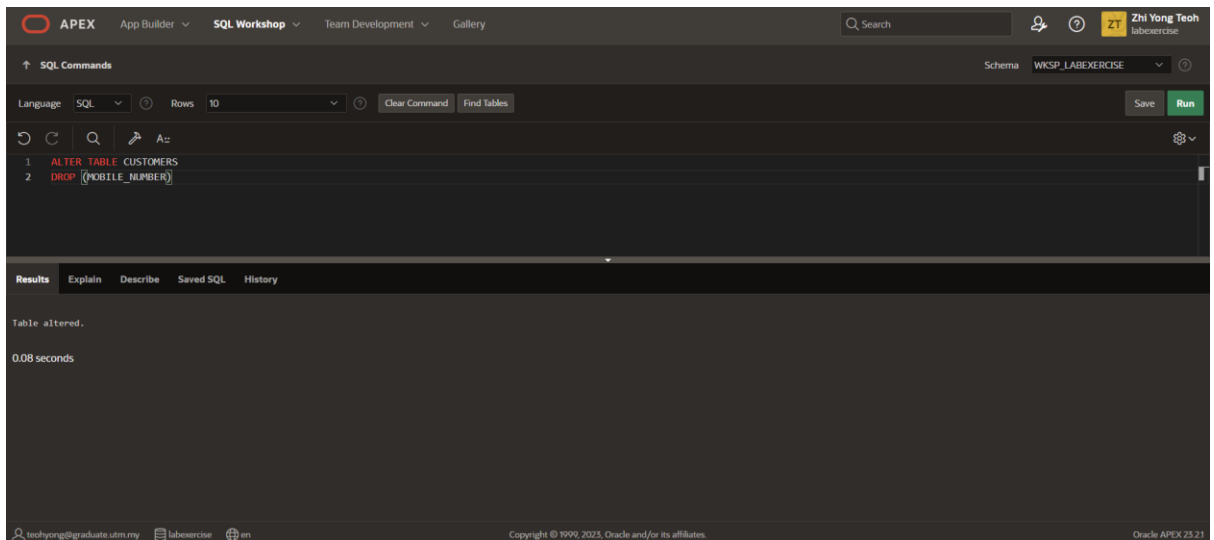 APEX App Builder SQL Workshop Team Development Gallery Search ZT Zhi Yong Teoh
labexercise
SQL Commands Schema WKSP_LABEXERCISE
Language SQL Rows 10 Clear Command Find Tables Save Run
A::
1 ALTER TABLE CUSTOMERS
2 DROP (MOBILE_NUMBER)
Results Explain Describe Saved SQL History
Table altered.
0.08 seconds
teohyong@graduate.utm.my labexercise en Copyright © 1999, 2023, Oracle and/or its affiliates. Oracle APEX 23.2.1